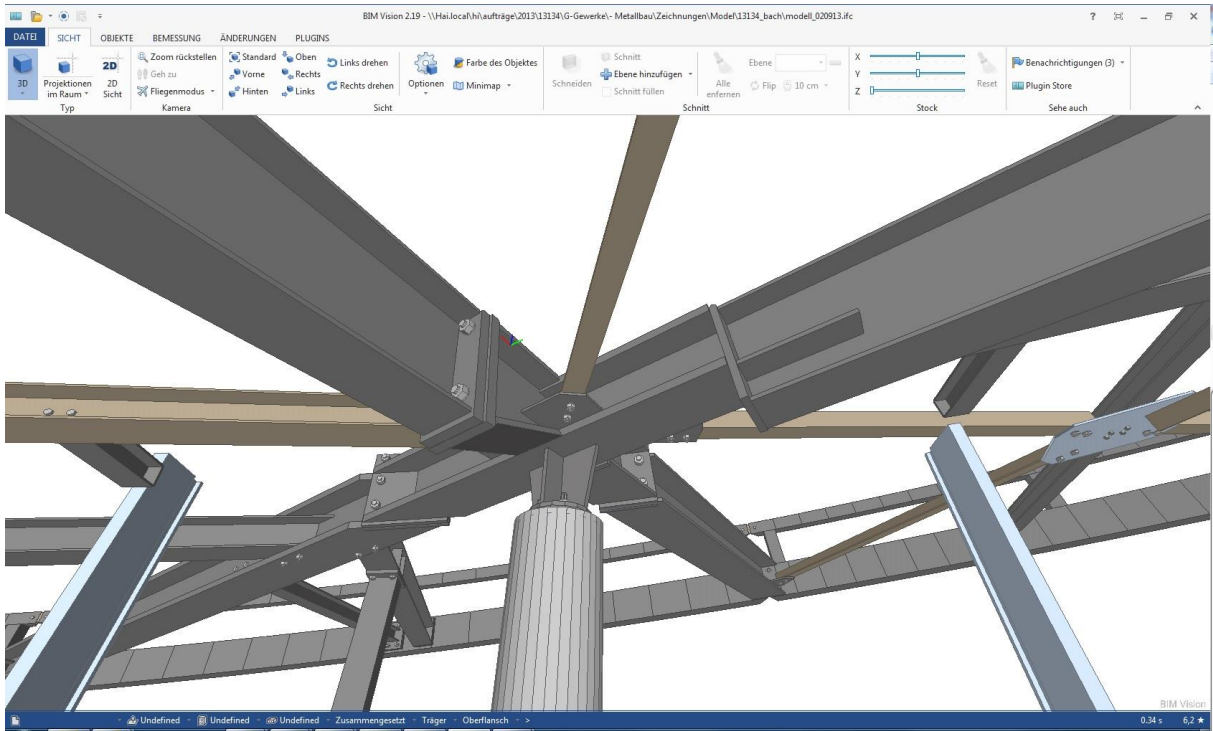 BIM Vision 2.19 - \\Hai.local\hi\aufträge\2013\13134\G-Gewerke\- Metallbau\Zeichnungen\Model\13134_bach\modell_020913.ifc
DATEI SICHT OBJEKTE BEMESSUNG ÄNDERUNGEN PLUGINS
Zoom rückstellen Standard Oben Links drehen Farbe des Objektes Schnitt Ebene X Benachrichtigungen (3)
3D Projektionen im Raum 2D Sicht Geh zu Vorne Rechts Optionen Schneiden Ebene hinzufügen Alle enfernen Flip 10 cm Y Reset
Fliegenmodus Hinten Links Rechts drehen Minimap Schnitt füllen Z Plugin Store
Typ Kamera Sicht Schnitt Stock Sehe auch
BIM Vision
Undefined Undefined Undefined Zusammengesetzt Träger Oberflansch > 0.34 s 6,2 ★